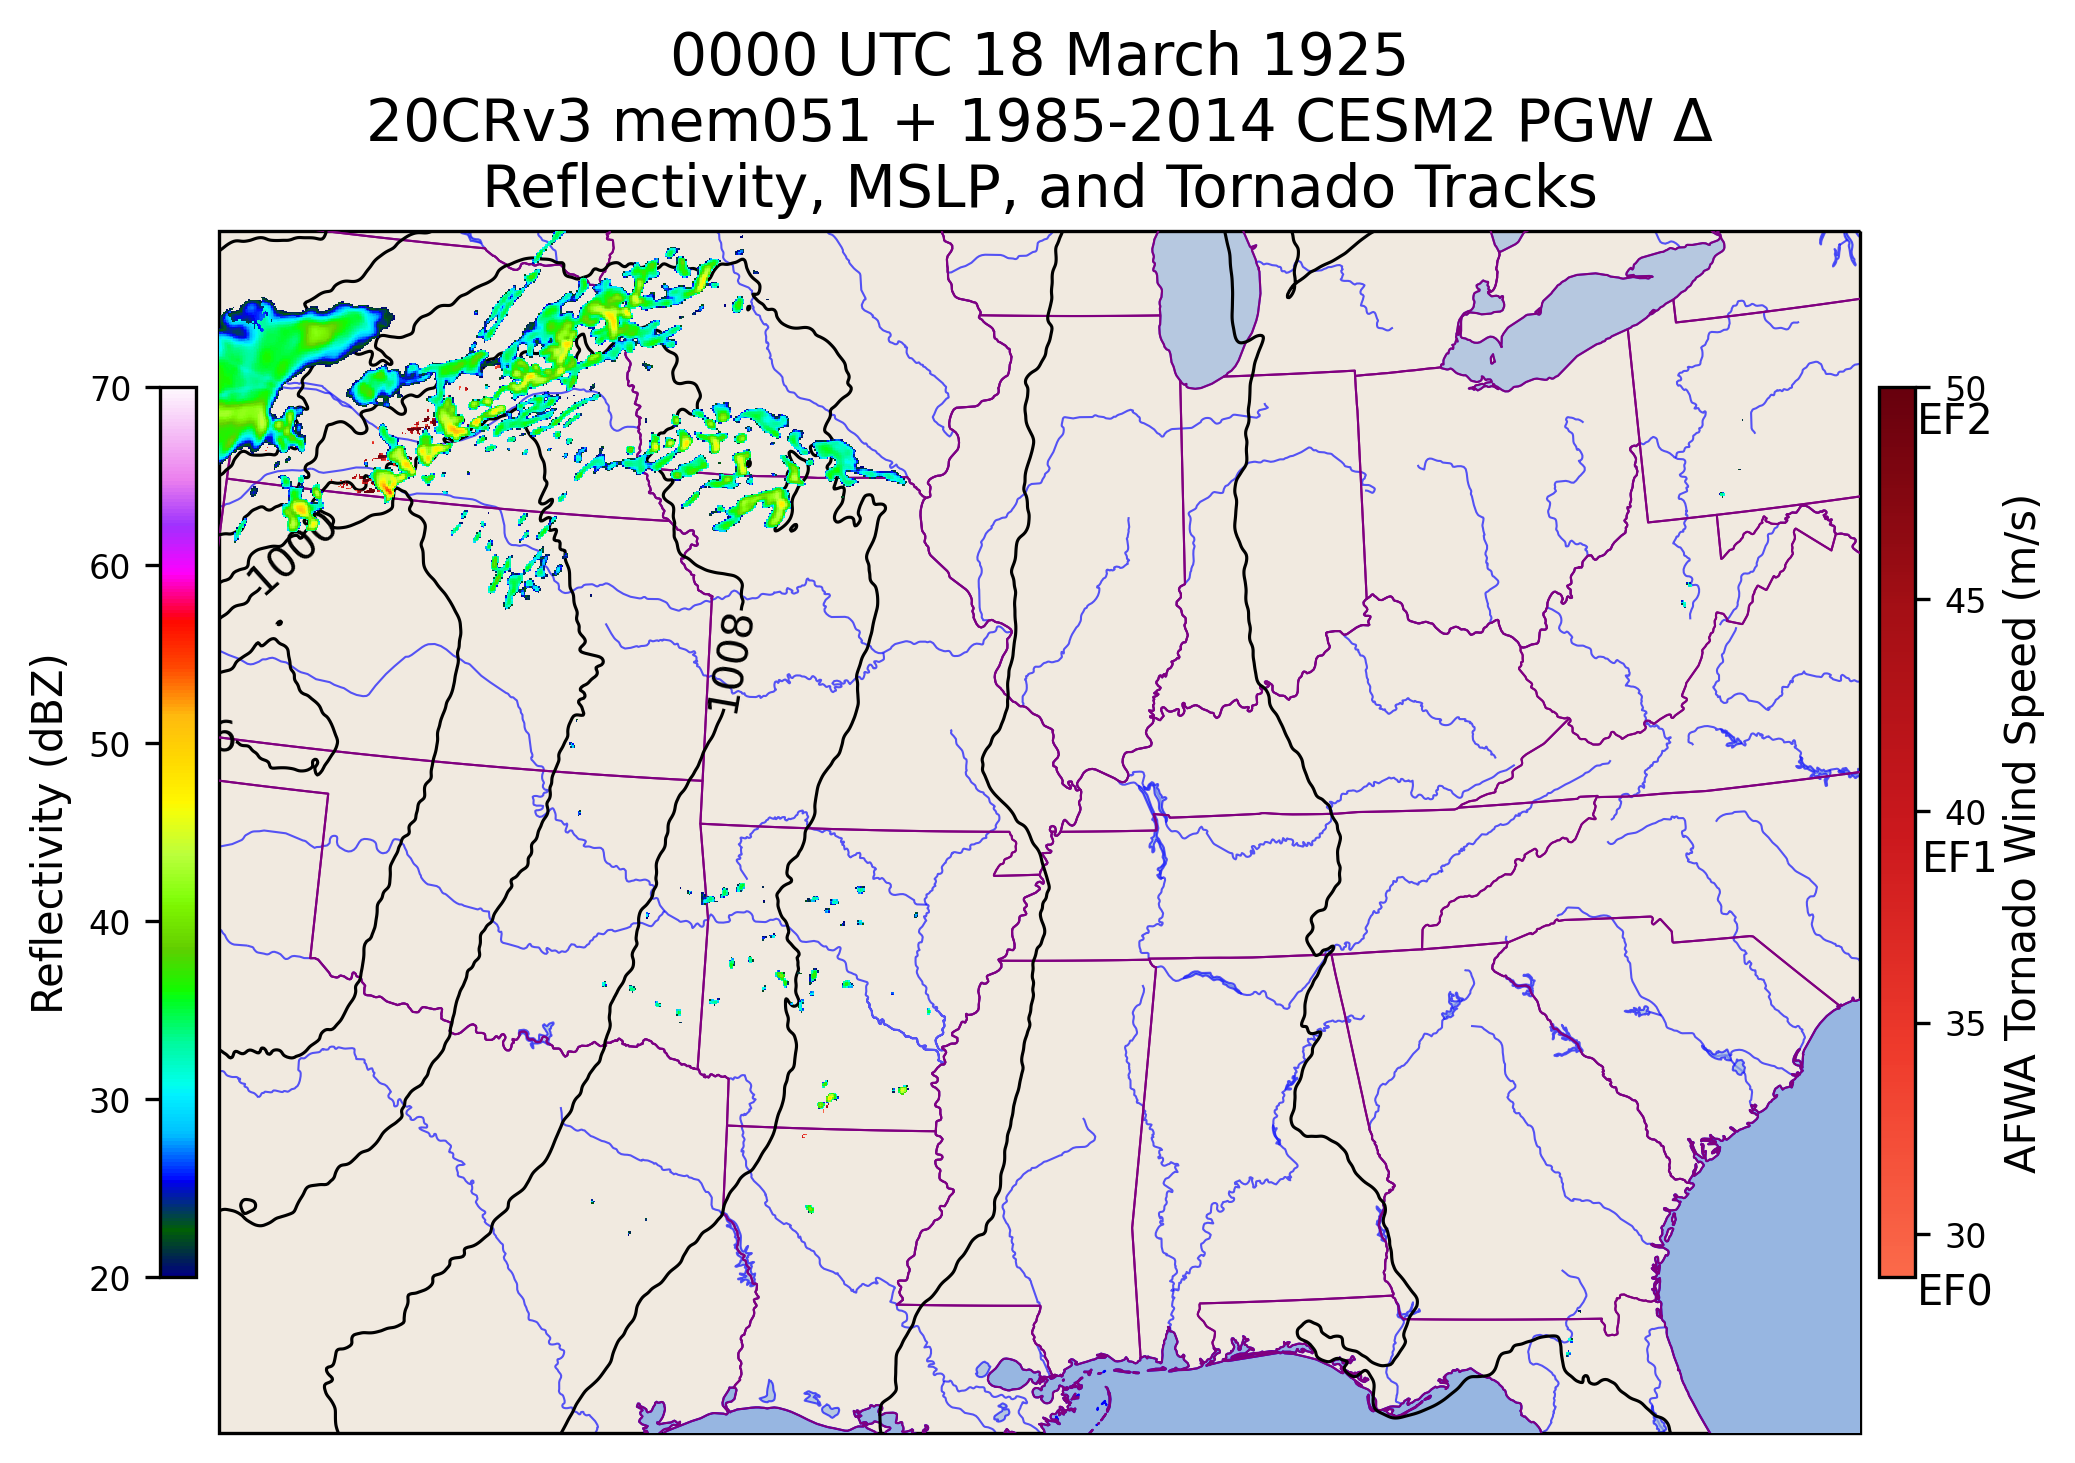 0000 UTC 18 March 1925
20CRv3 mem051 + 1985-2014 CESM2 PGW Δ
Reflectivity, MSLP, and Tornado Tracks
Reflectivity (dBZ)
70
60
50
40
30
20
1000
1008
6
50
EF2
45
40
EF1
35
30
EF0
AFWA Tornado Wind Speed (m/s)